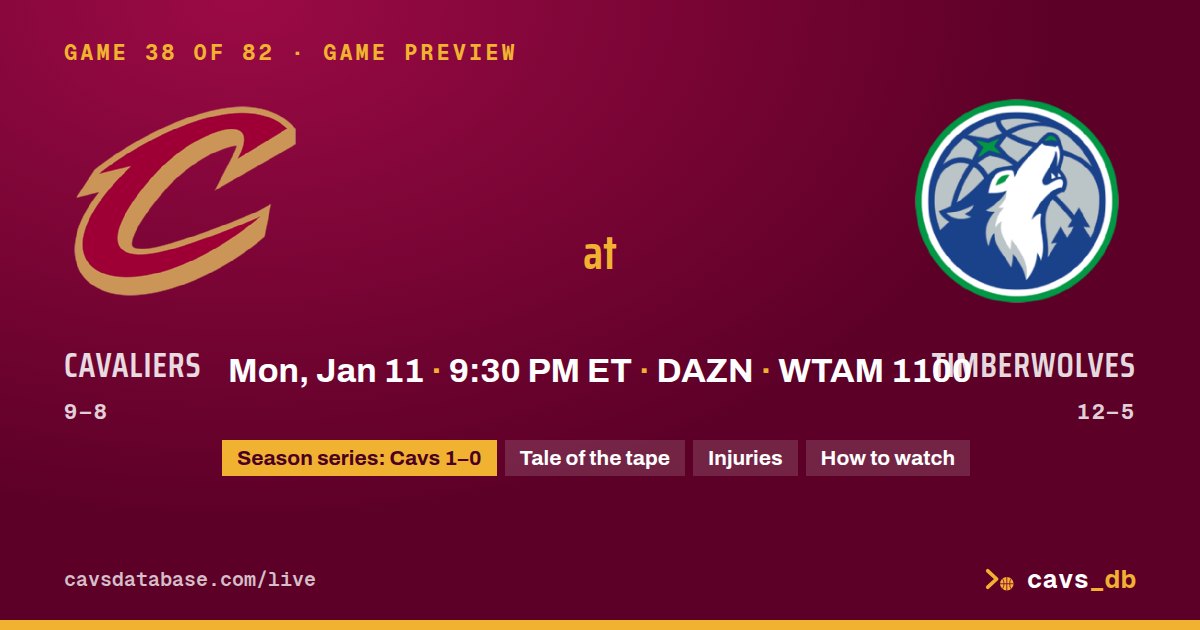 GAME 38 OF 82 · GAME PREVIEW
at
CAVALIERS
Mon, Jan 11 · 9:30 PM ET · DAZN · WTAM 1100
TIMBERWOLVES
9–8
12–5
Season series: Cavs 1–0
Tale of the tape
Injuries
How to watch
cavsdatabase.com/live
cavs_db